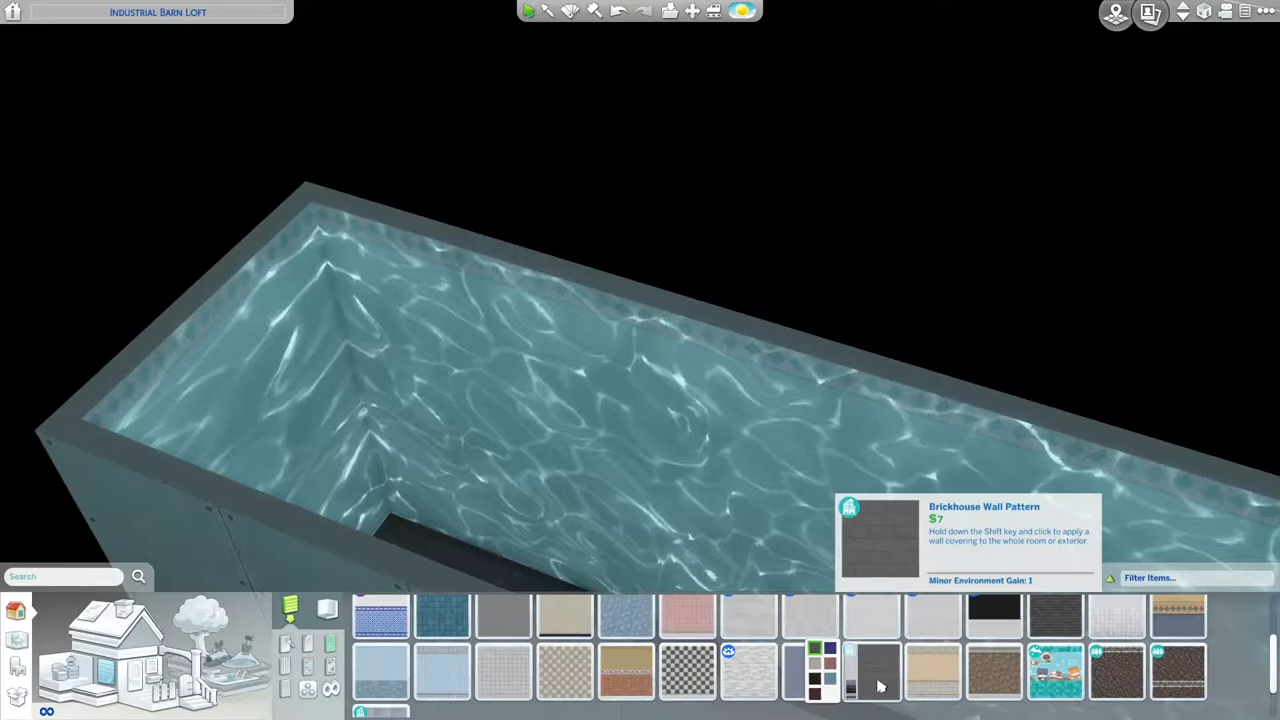 INDUSTRIAL BARN LOFT
Brickhouse Wall Pattern
§7
Hold down the Shift key and click to apply a
wall covering to the whole room or exterior.
Minor Environment Gain: 1
Search
Filter Items...